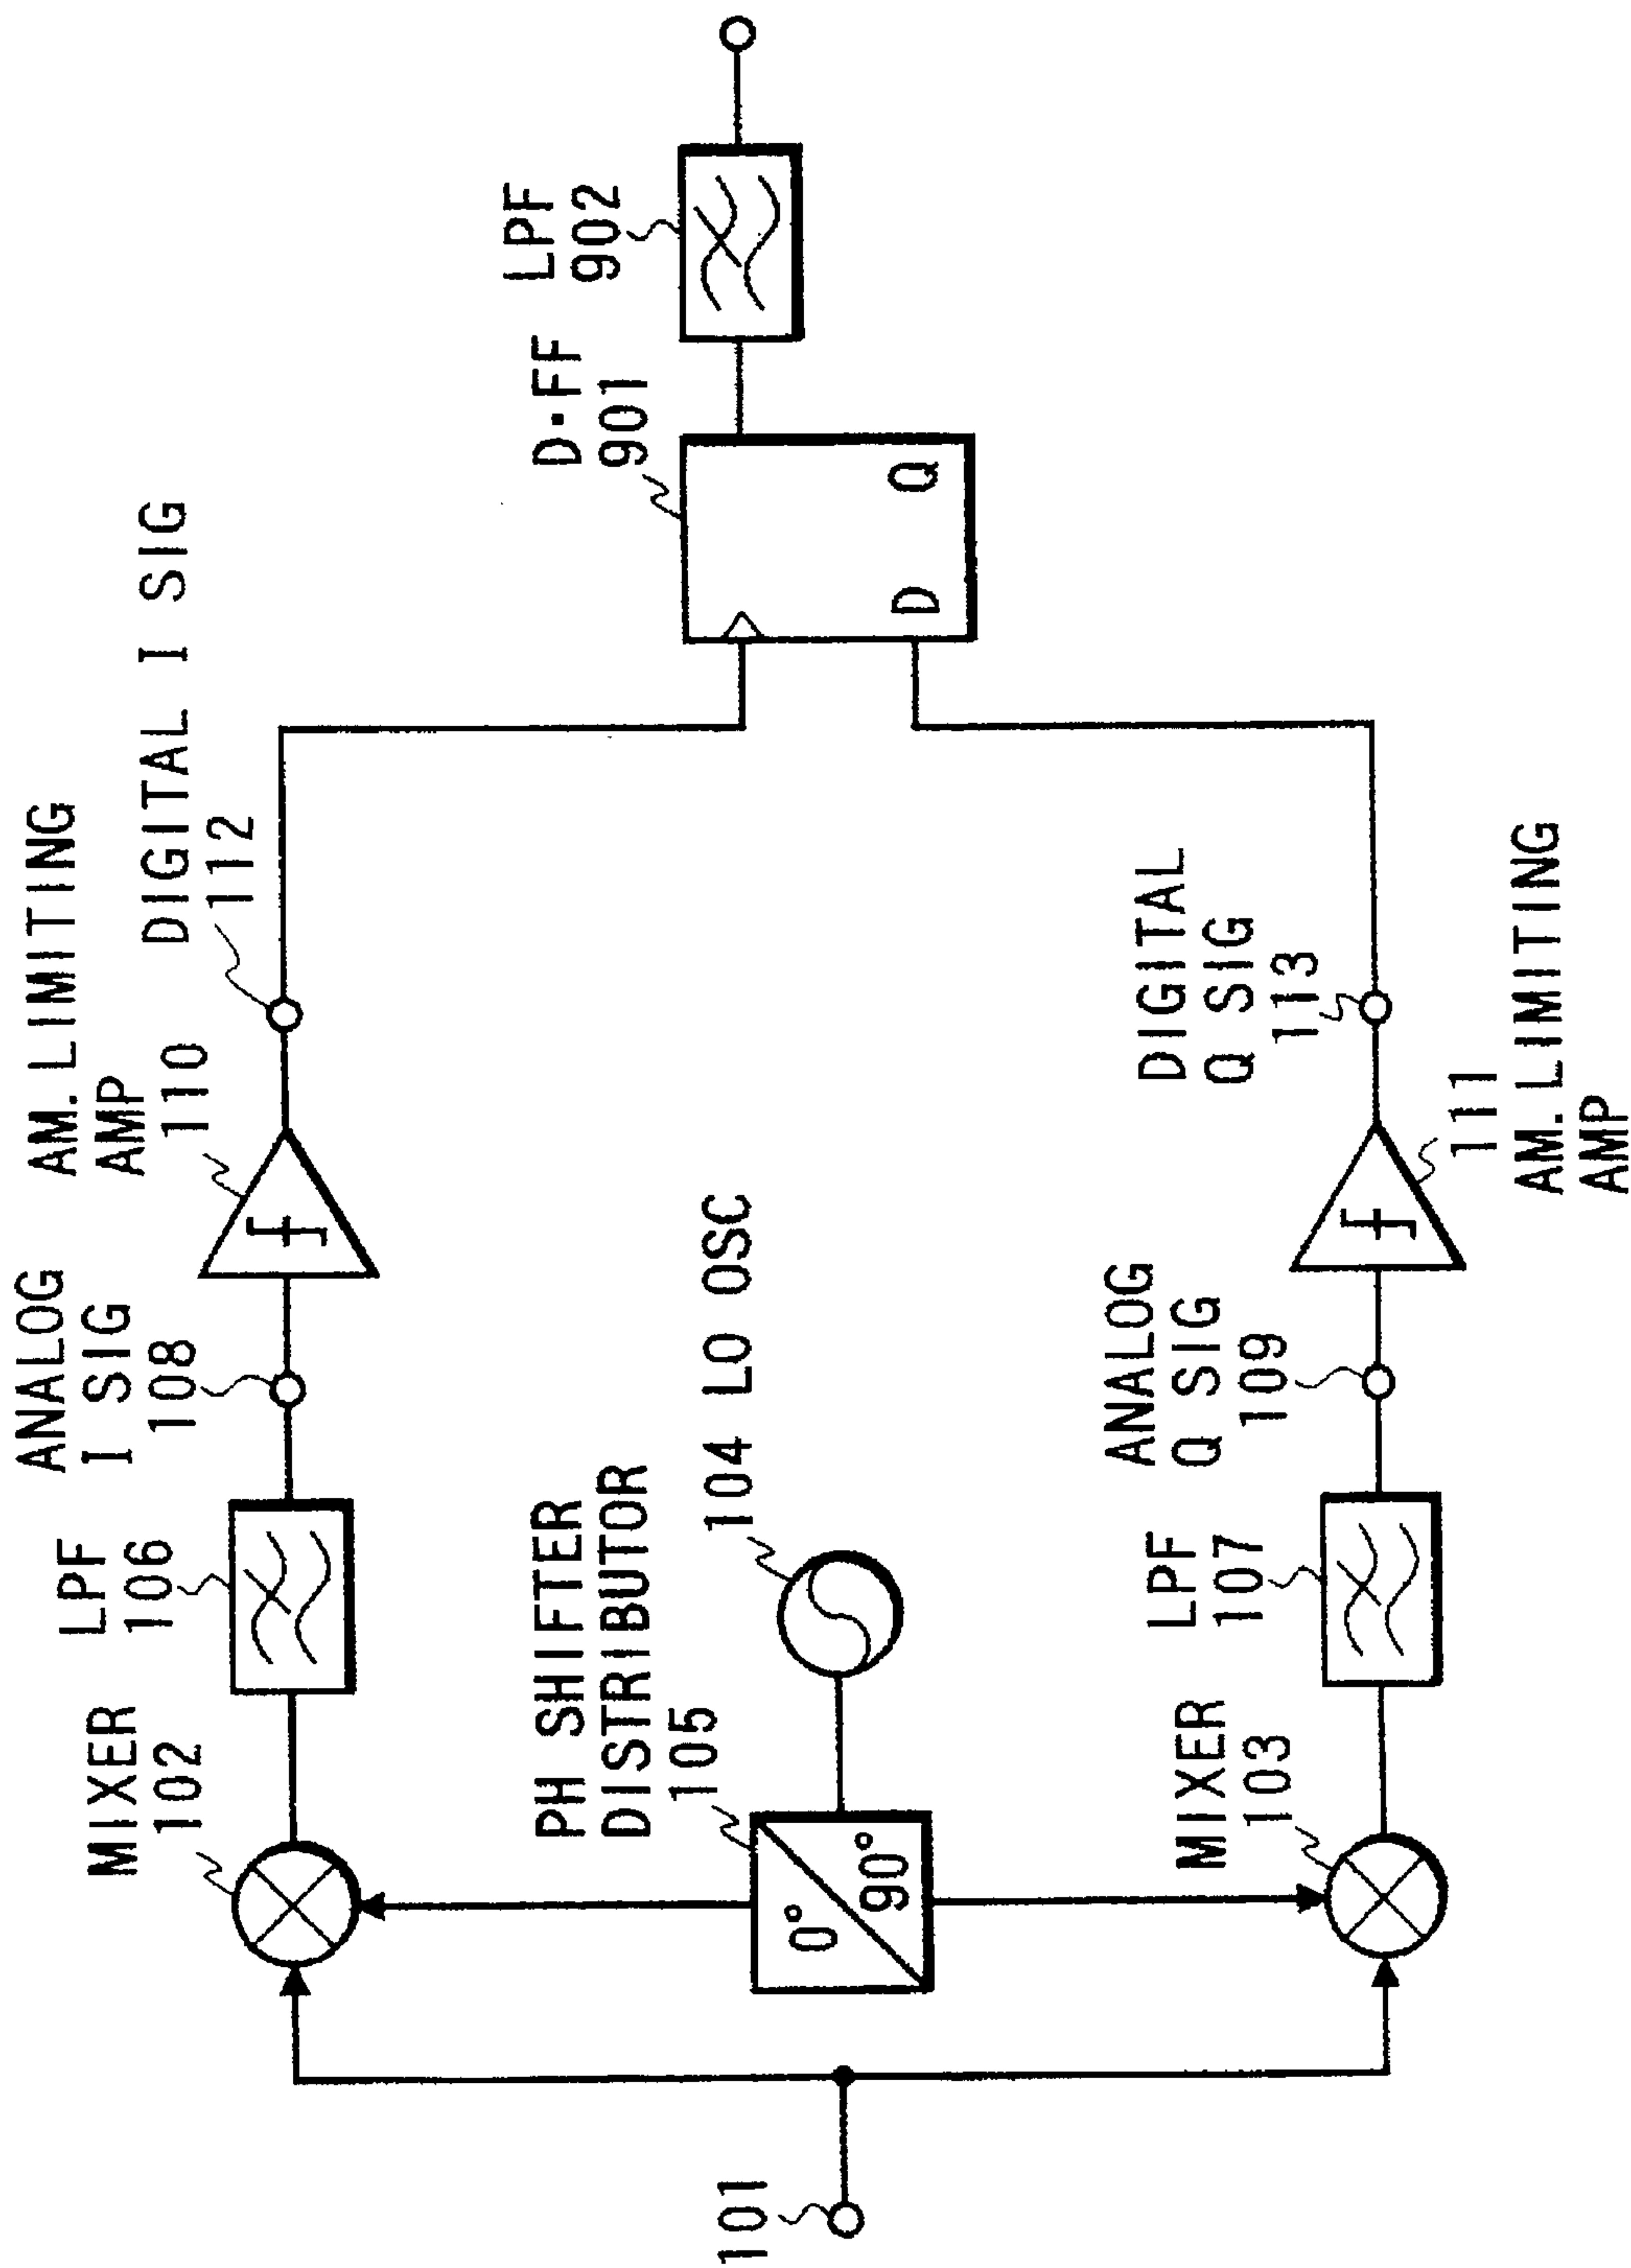 101
MIXER
102
LPF
106
ANALOG
I SIG
108
AM.LIMITING
AMP
110
DIGITAL I SIG
112
PH SHIFTER
DISTRIBUTOR
105
0°
90°
104 LO OSC
D·FF
901
D
Q
LPF
902
MIXER
103
LPF
107
ANALOG
Q SIG
109
111
AM.LIMITING
AMP
DIGITAL
Q SIG
113